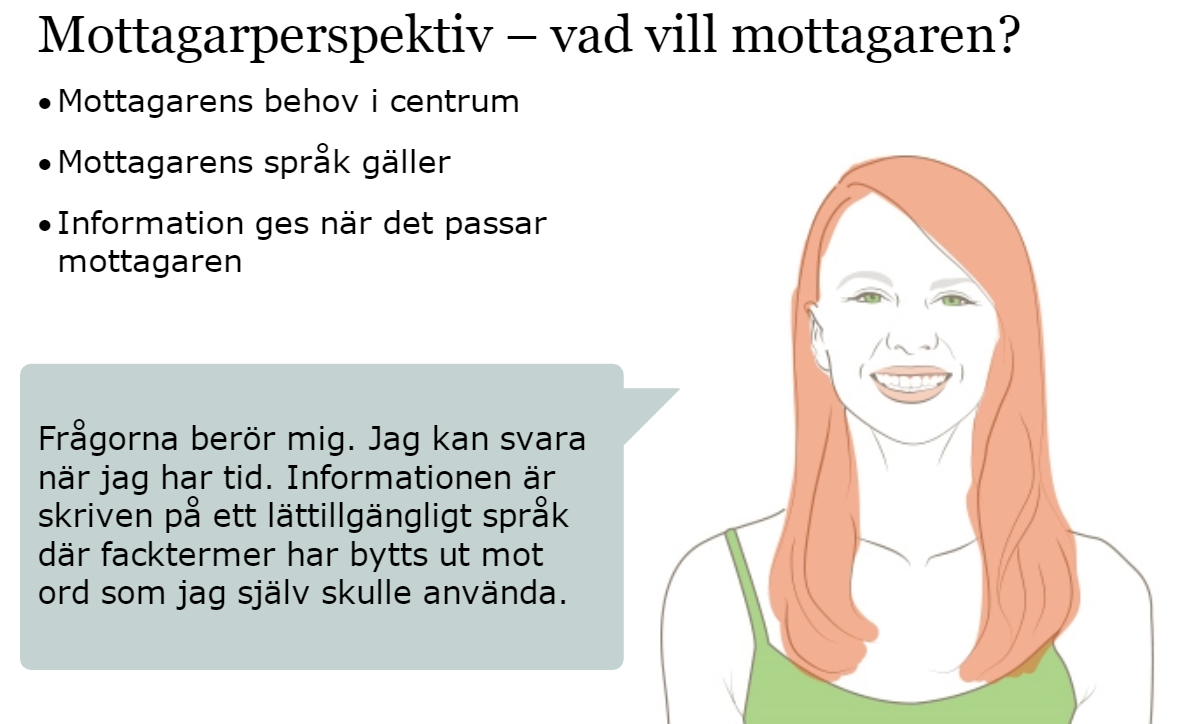 Mottagarperspektiv – vad vill mottagaren?
• Mottagarens behov i centrum
• Mottagarens språk gäller
• Information ges när det passar
mottagaren
Frågorna berör mig. Jag kan svara
när jag har tid. Informationen är
skriven på ett lättillgängligt språk
där facktermer har bytts ut mot
ord som jag själv skulle använda.